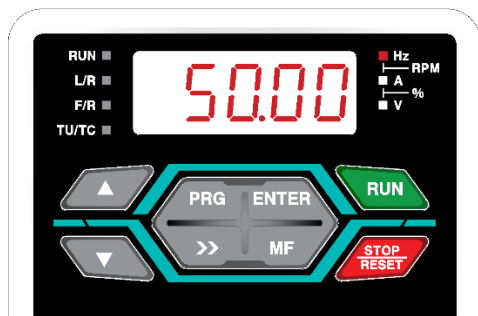 RUN
L/R
F/R
TU/TC
50.00
Hz
RPM
A
%
V
PRG
ENTER
>>
MF
RUN
STOP
RESET